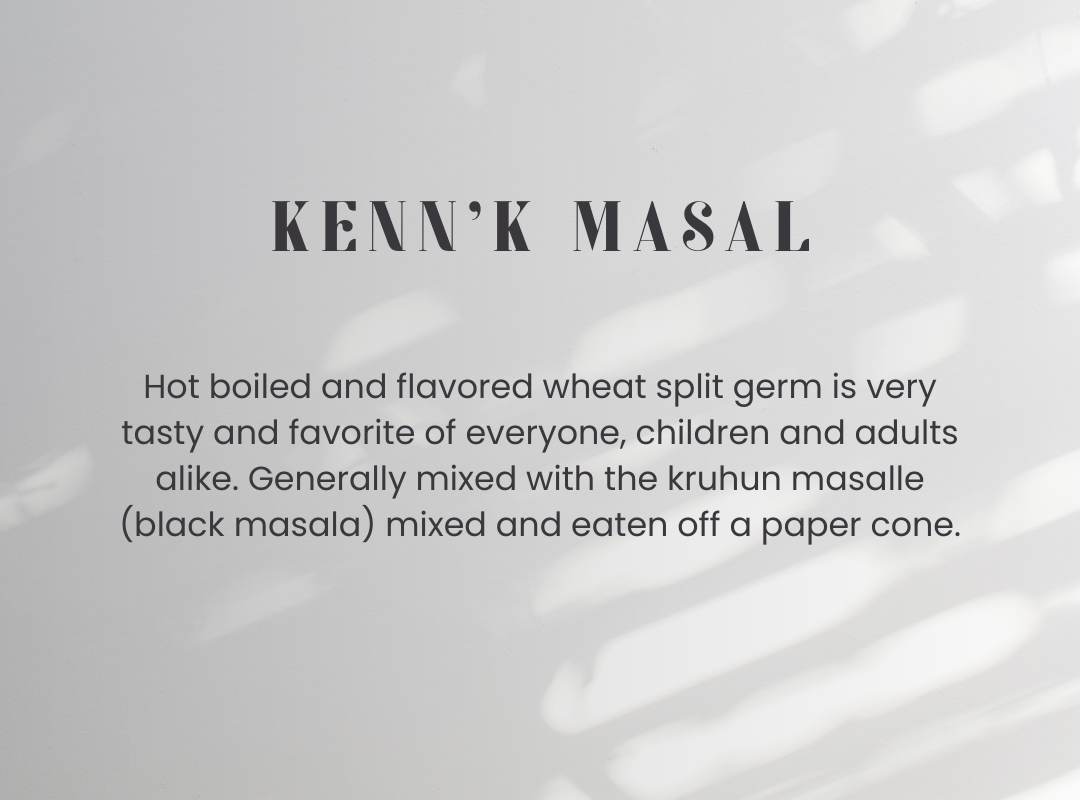 KENN’K MASAL
Hot boiled and flavored wheat split germ is very
tasty and favorite of everyone, children and adults
alike. Generally mixed with the kruhun masalle
(black masala) mixed and eaten off a paper cone.